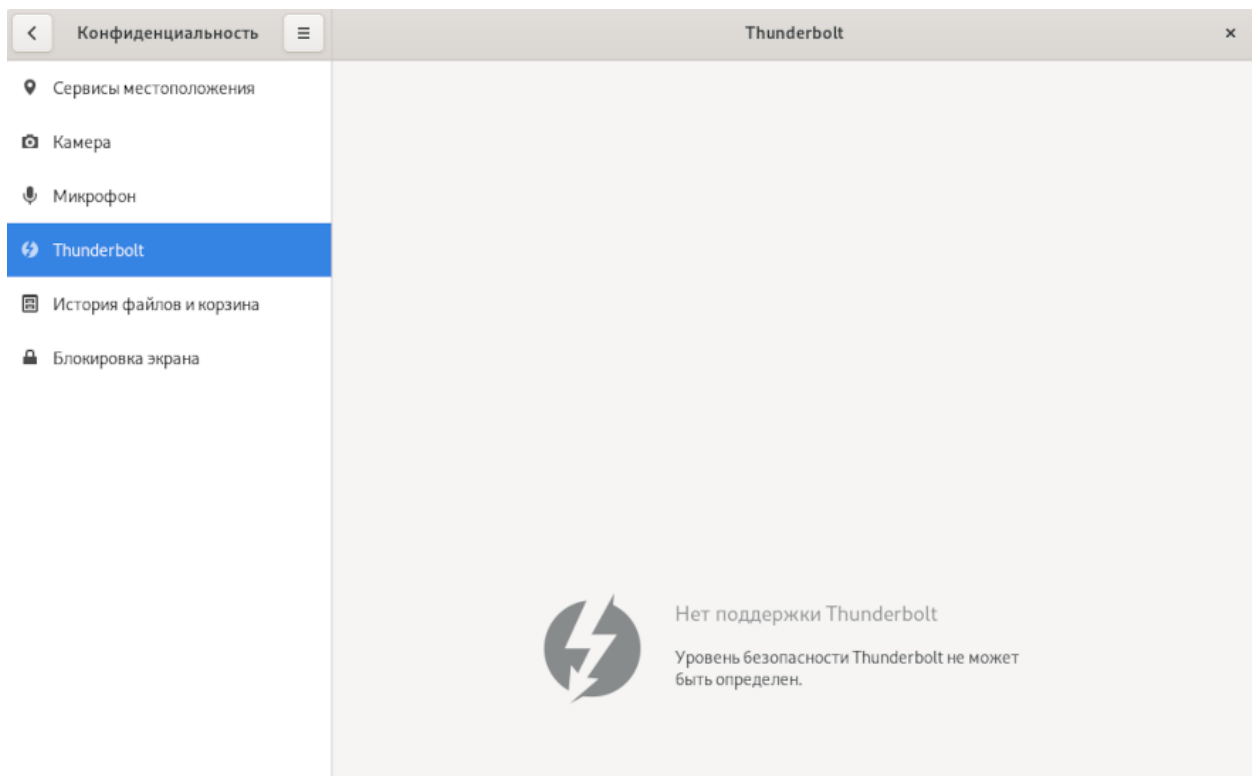 Конфиденциальность
Thunderbolt
Сервисы местоположения
Камера
Микрофон
Thunderbolt
История файлов и корзина
Блокировка экрана
Нет поддержки Thunderbolt
Уровень безопасности Thunderbolt не может
быть определен.